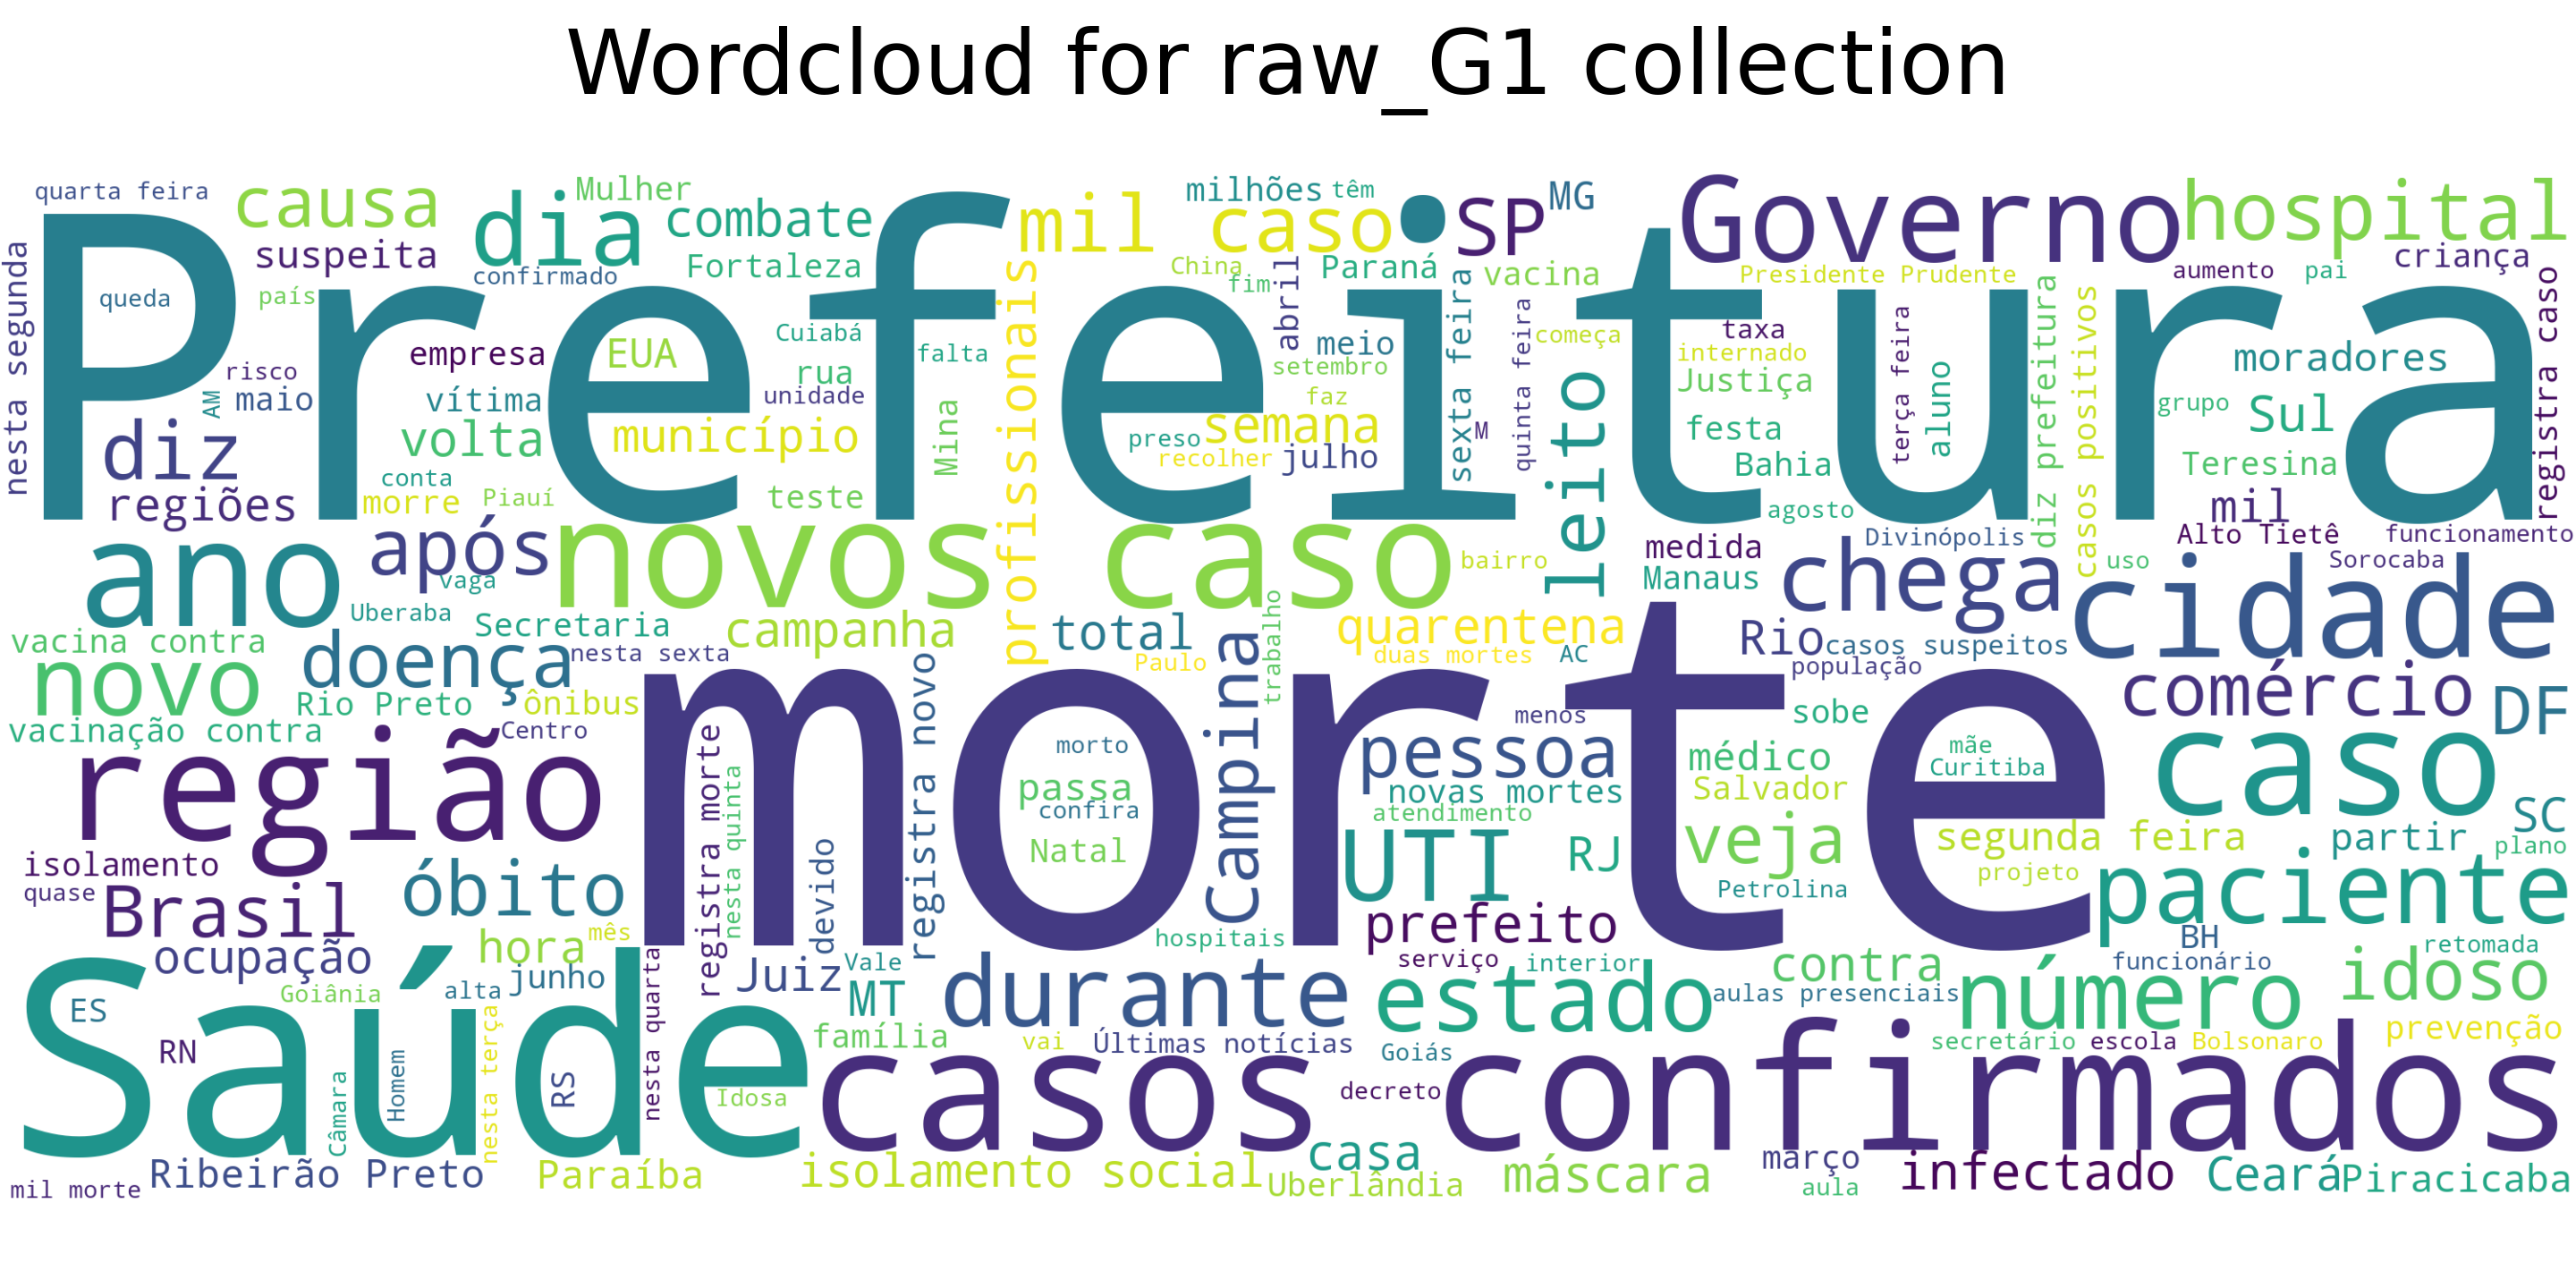 Wordcloud for raw_G1 collection
quarta feira
causa
dia
Mulher
combate
mil caso
milhões
têm
SP
MG
Governo
hospital
suspeita
confirmado
Fortaleza
China
fim
abril
Paraná
vacina
Presidente Prudente
aumento
pai
criança
nesta segunda
queda
país
Prefeitura
profissionais
sexta feira
quinta feira
começa
taxa
terça feira
diz prefeitura
casos positivos
registra caso
risco
empresa
EUA
Cuiabá
rua
falta
setembro
meio
internado
Justiça
moradores
AM
maio
vítima
unidade
faz
aluno
grupo
Sul
diz
volta
município
Mina
preso
semana
M
recolher
julho
leito
festa
Bahia
Teresina
regiões
conta
morre
Piauí
teste
agosto
mil
ano
após
novos caso
bairro
medida
Divinópolis
Alto Tietê
funcionamento
vaga
Manaus
chega
uso
Sorocaba
cidade
Uberaba
Secretaria
campanha
total
trabalho
quarentena
Rio
casos suspeitos
vacina contra
novo
doença
nesta sexta
Paulo
duas mortes
AC
população
Rio Preto
ônibus
Campina
comércio
DF
vacinação contra
Centro
registra novo
menos
sobe
região
registra morte
nesta quinta
morte
morto
passa
confira
Natal
pessoa
novas mortes
atendimento
médico
Salvador
mãe
Curitiba
caso
isolamento
quase
óbito
devido
UTI
RJ
veja
segunda feira
partir
SC
plano
projeto
Brasil
Petrolina
paciente
prefeito
ocupação
hora
mês
hospitais
serviço
interior
BH
retomada
junho
Juiz
Vale
contra
funcionário
Saúde
ES
Goiânia
alta
nesta quarta
MT
durante
estado
aulas presenciais
número
idoso
RN
Câmara
Homem
nesta terça
RS
família
vai
Últimas notícias
Goiás
secretário
escola
Bolsonaro
prevenção
Idosa
casos confirmados
decreto
mil morte
Ribeirão Preto
Paraíba
isolamento social
casa
Uberlândia
máscara
março
aula
infectado
Ceará
Piracicaba